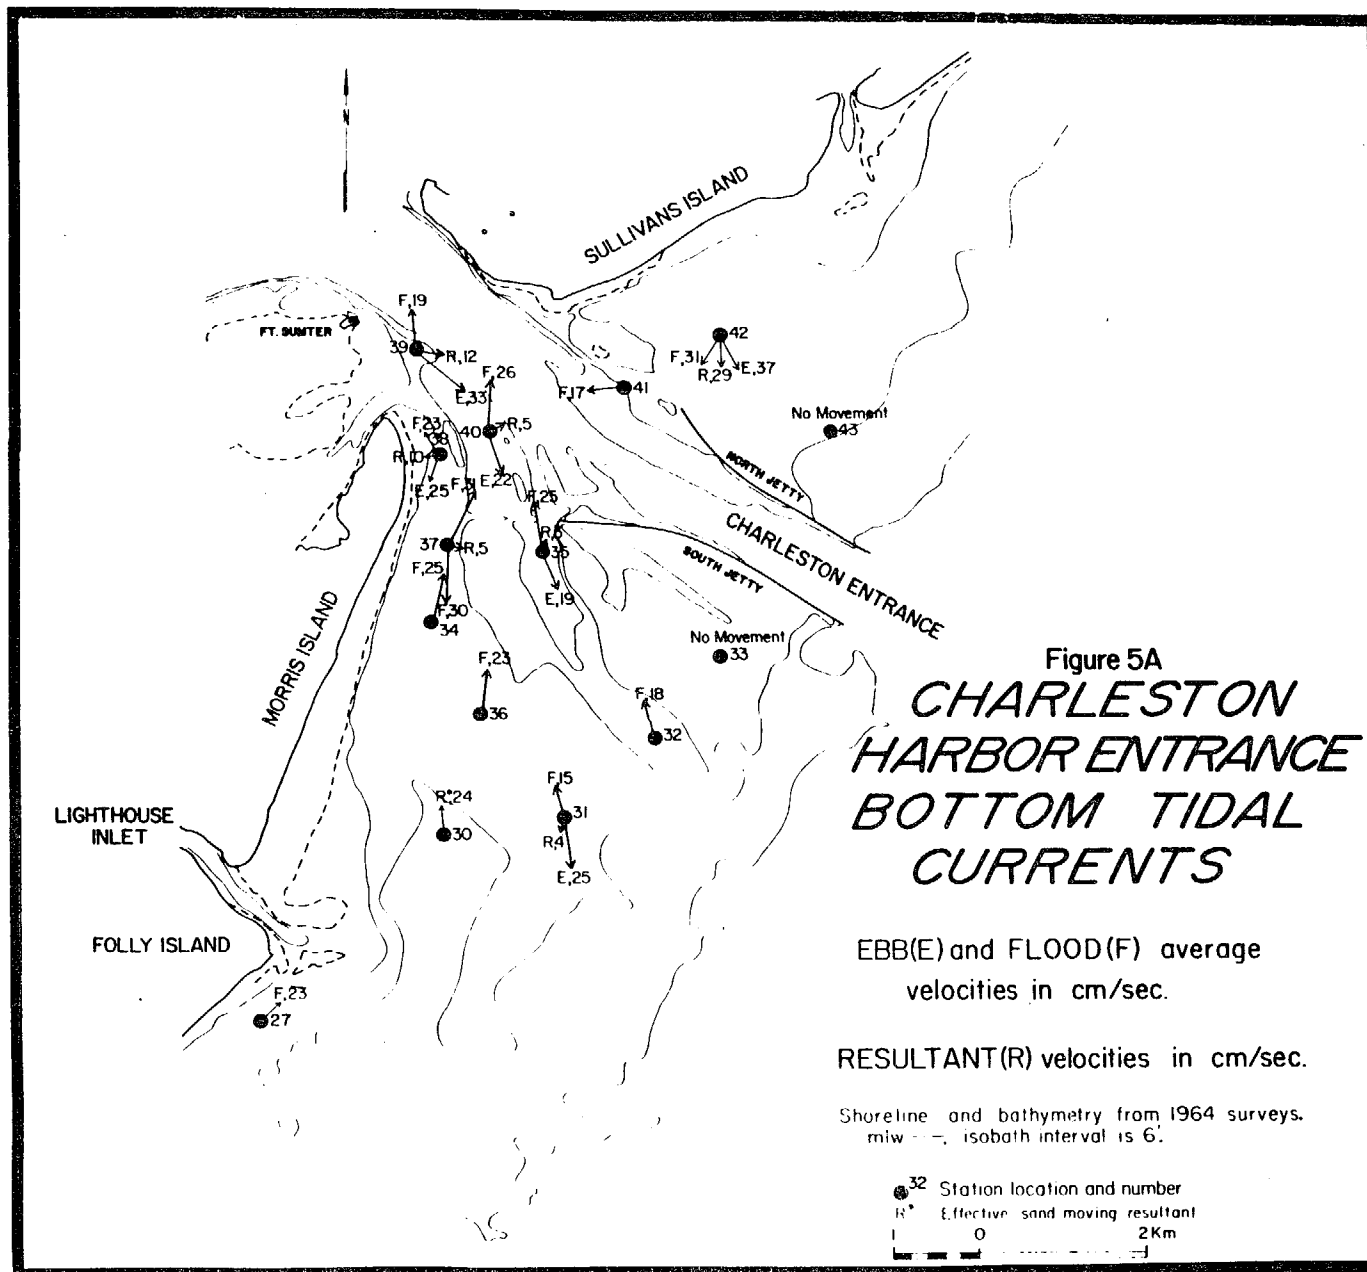 N
SULLIVANS ISLAND
F,19
FT. SUMTER
39
R,12
F,26
E,33
42
F,31
R,29
E,37
F,17
41
No Movement
43
F,23
38
40
R,5
R,10
E,25
F,31
E,22
F,25
NORTH JETTY
CHARLESTON ENTRANCE
SOUTH JETTY
37
R,5
35
F,25
E,19
F,30
34
No Movement
33
MORRIS ISLAND
F,23
36
F,18
32
F,15
R*,24
31
30
R,4
E,25
LIGHTHOUSE
INLET
FOLLY ISLAND
F,23
27
Figure 5A
CHARLESTON
HARBOR ENTRANCE
BOTTOM TIDAL
CURRENTS
EBB(E) and FLOOD(F) average
velocities in cm/sec.
RESULTANT(R) velocities in cm/sec.
Shoreline and bathymetry from 1964 surveys.
mlw ---, isobath interval is 6'.
32 Station location and number
R* Effective sand moving resultant
1 0 2Km